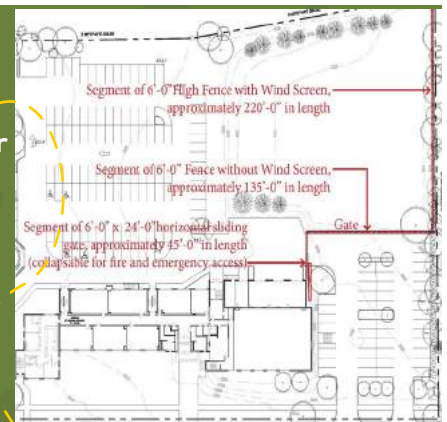 r
Segment of 6'-0" High Fence with Wind Screen,
approximately 220'-0" in length
Segment of 6'-0" Fence without Wind Screen,
approximately 135'-0" in length
Segment of 6'-0" x 24'-0"horizontal sliding
gate, approximately 45'-0" in length
(collapsable for fire and emergency access)
Gate